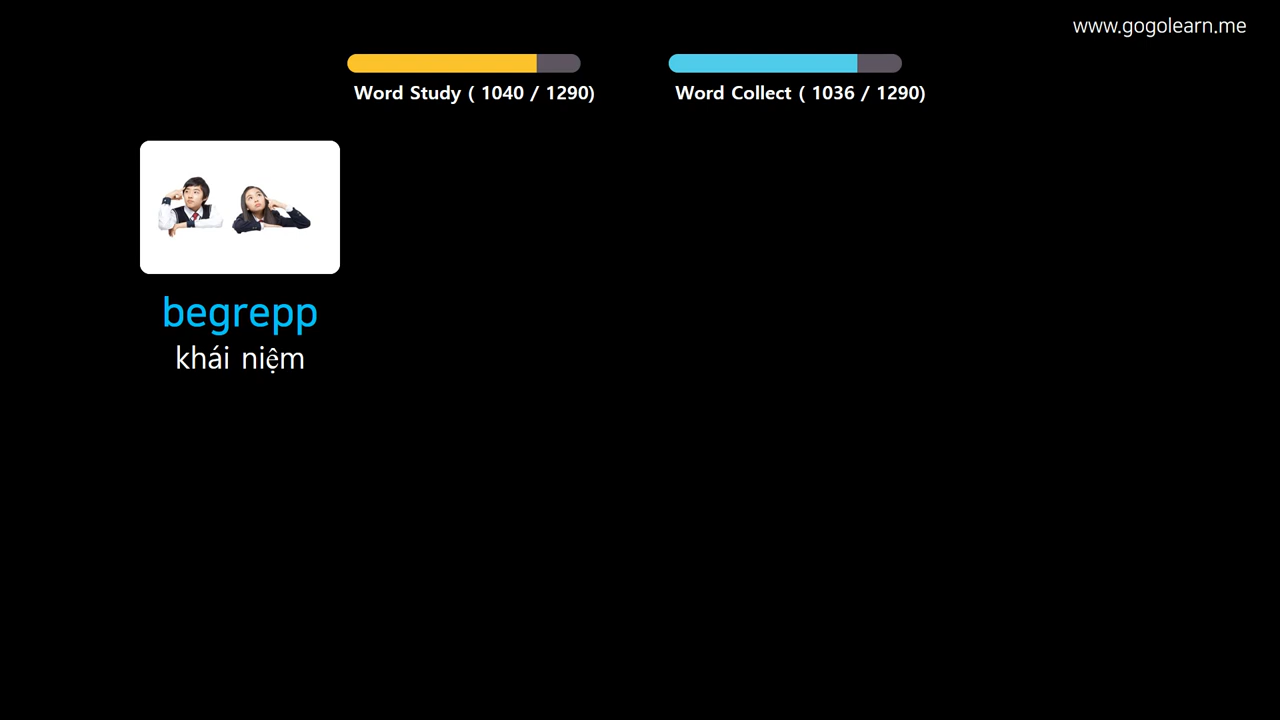 www.gogolearn.me
Word Study ( 1040 / 1290)
Word Collect ( 1036 / 1290)
begrepp
khái niệm